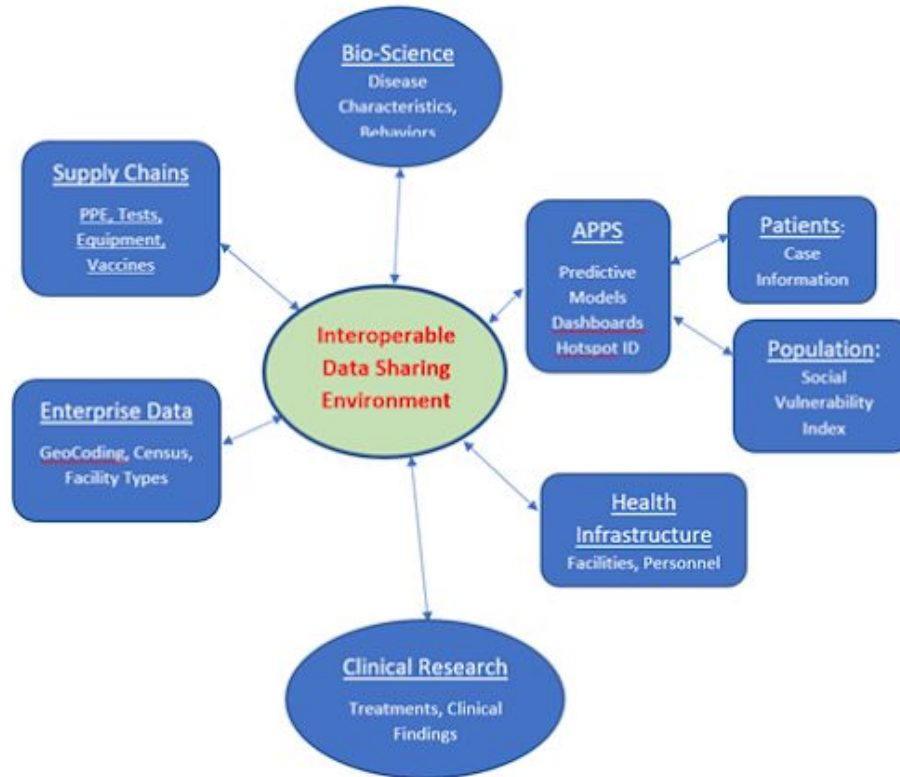 Bio-Science
Disease
Characteristics,
Behaviors
Supply Chains
PPE, Tests,
Equipment,
Vaccines
APPS
Predictive
Models
Dashboards
Hotspot ID
Patients:
Case
Information
Population:
Social
Vulnerability
Index
Interoperable
Data Sharing
Environment
Enterprise Data
GeoCoding, Census,
Facility Types
Health
Infrastructure
Facilities, Personnel
Clinical Research
Treatments, Clinical
Findings